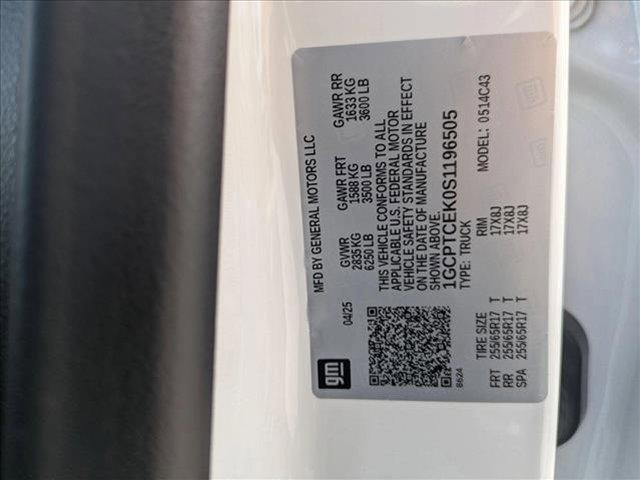 gm
MFD BY GENERAL MOTORS LLC
04/25
GVWR GAWR FRT GAWR RR
2835 KG 1588 KG 1633 KG
6250 LB 3500 LB 3600 LB
THIS VEHICLE CONFORMS TO ALL
APPLICABLE U.S. FEDERAL MOTOR
VEHICLE SAFETY STANDARDS IN EFFECT
ON THE DATE OF MANUFACTURE
SHOWN ABOVE.
1GCPTCEK0S1196505
8624
TYPE: TRUCK MODEL: 0514C43
TIRE SIZE RIM
FRT 255/65R17 T 17X8J
RR 255/65R17 T 17X8J
SPA 255/65R17 T 17X8J